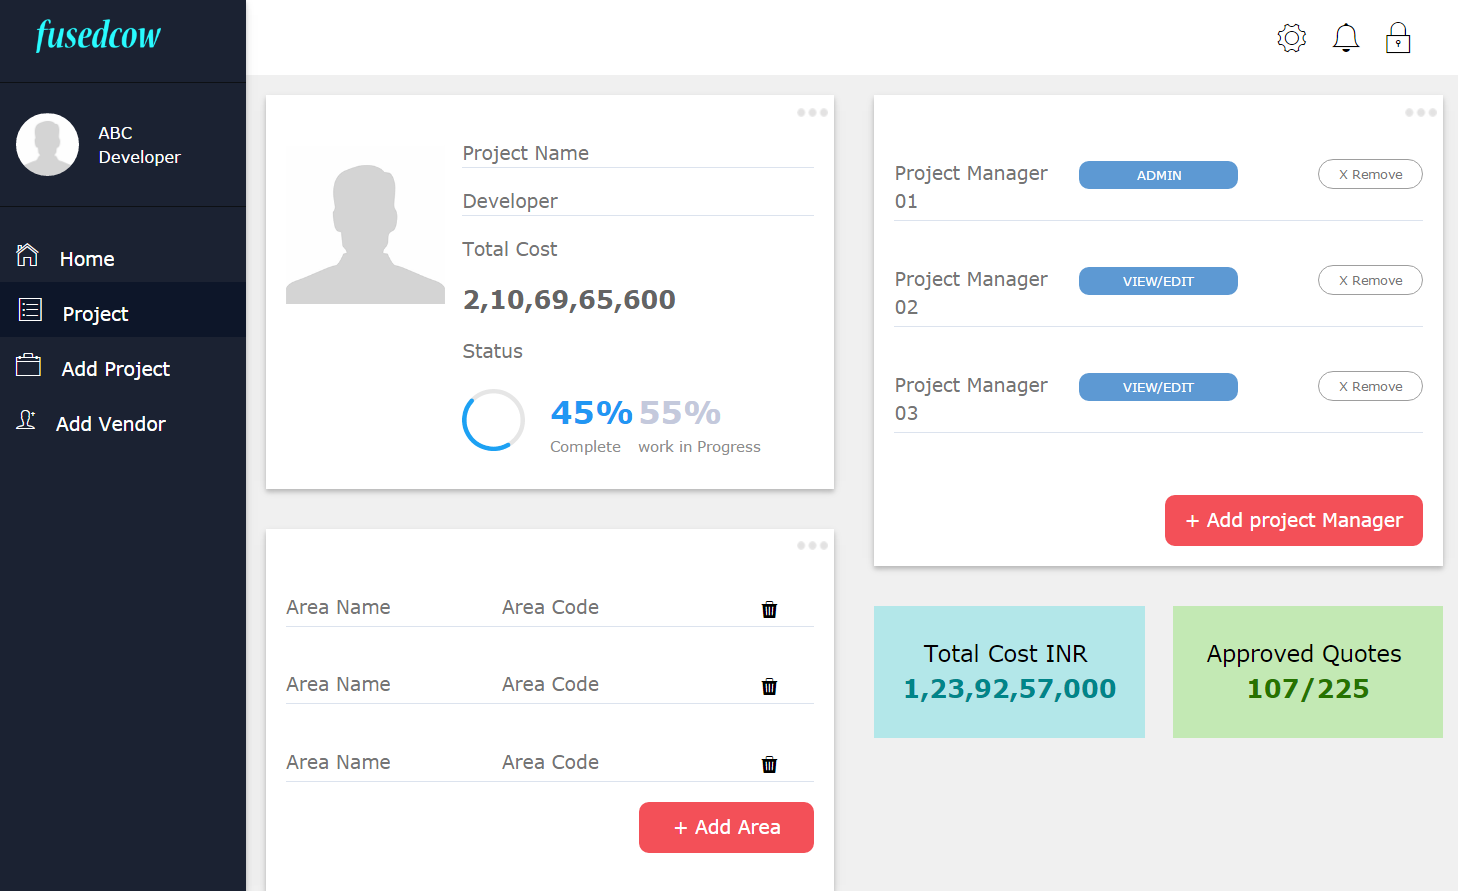 fusedcow
ABC
Developer
Home
Project
Add Project
Add Vendor
Project Name
Developer
Total Cost
2,10,69,65,600
Status
45% 55%
Complete work in Progress
Area Name Area Code
Area Name Area Code
Area Name Area Code
+ Add Area
Project Manager
01
ADMIN
X Remove
Project Manager
02
VIEW/EDIT
X Remove
Project Manager
03
VIEW/EDIT
X Remove
+ Add project Manager
Total Cost INR
1,23,92,57,000
Approved Quotes
107/225